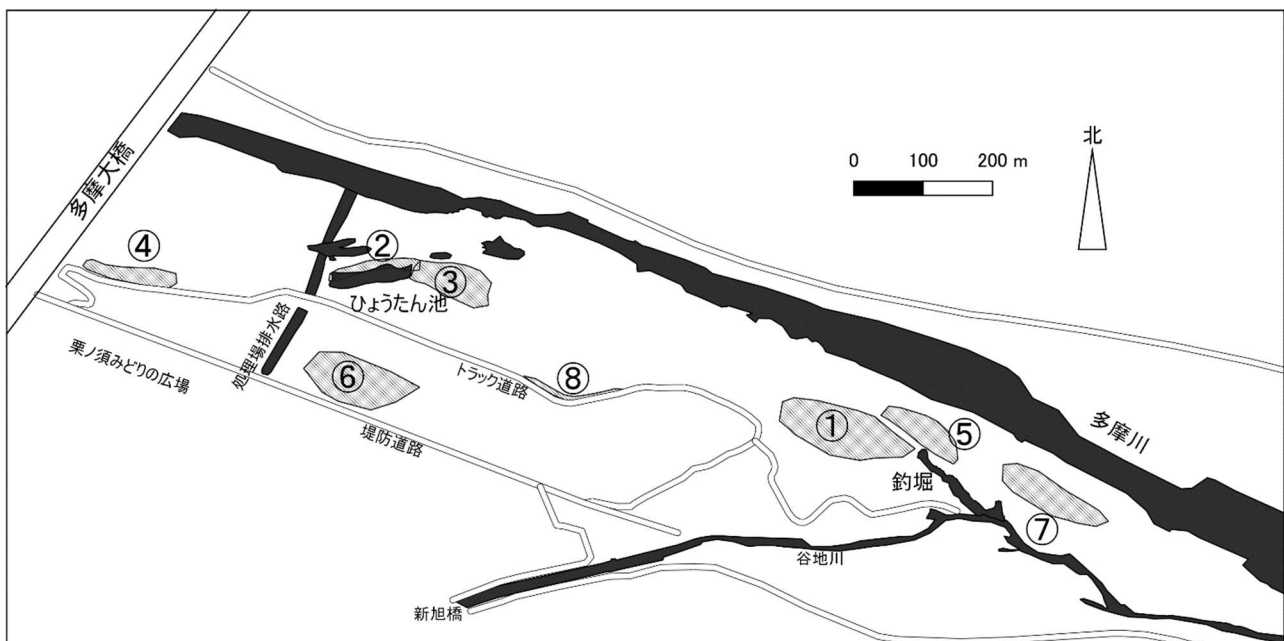 多摩大橋
北
0 100 200 m
④
②
③
ひょうたん池
処理場排水路
栗ノ須みどりの広場
⑥
トラック道路
⑧
堤防道路
①
⑤
多摩川
釣堀
⑦
谷地川
新旭橋